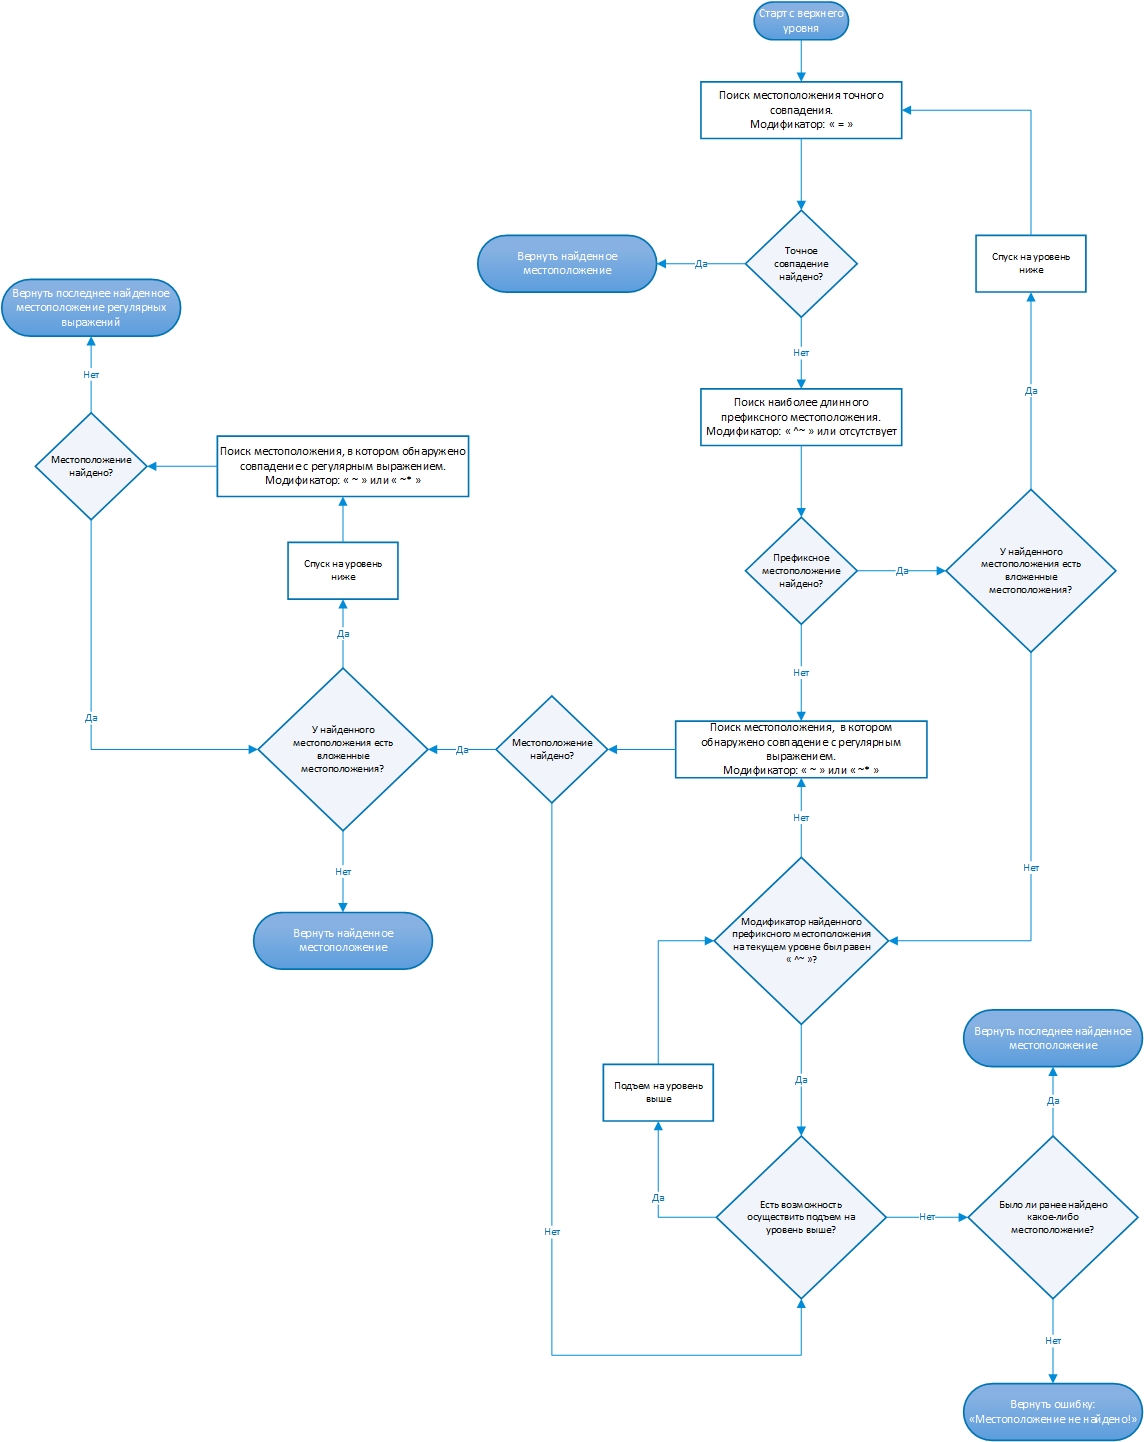 Старт с верхнего
уровня
Поиск местоположения точного
совпадения.
Модификатор: « = »
Точное
совпадение
найдено?
Да
Вернуть найденное
местоположение
Нет
Спуск на уровень
ниже
Да
Поиск наиболее длинного
префиксного местоположения.
Модификатор: « ^~ » или отсутствует
Префиксное
местоположение
найдено?
Да
У найденного
местоположения есть
вложенные
местоположения?
Нет
Нет
Вернуть последнее найденное
местоположение регулярных
выражений
Нет
Местоположение
найдено?
Поиск местоположения, в котором обнаружено
совпадение с регулярным выражением.
Модификатор: « ~ » или « ~* »
Спуск на уровень
ниже
Да
Да
У найденного
местоположения есть
вложенные
местоположения?
Да
Местоположение
найдено?
Поиск местоположения, в котором
обнаружено совпадение с регулярным
выражением.
Модификатор: « ~ » или « ~* »
Нет
Вернуть найденное
местоположение
Нет
Модификатор найденного
префиксного местоположения
на текущем уровне был равен
« ^~ »?
Да
Подъем на уровень
выше
Да
Есть возможность
осуществить подъем на
уровень выше?
Нет
Нет
Вернуть последнее найденное
местоположение
Да
Было ли ранее найдено
какое-либо
местоположение?
Нет
Вернуть ошибку:
«Местоположение не найдено!»